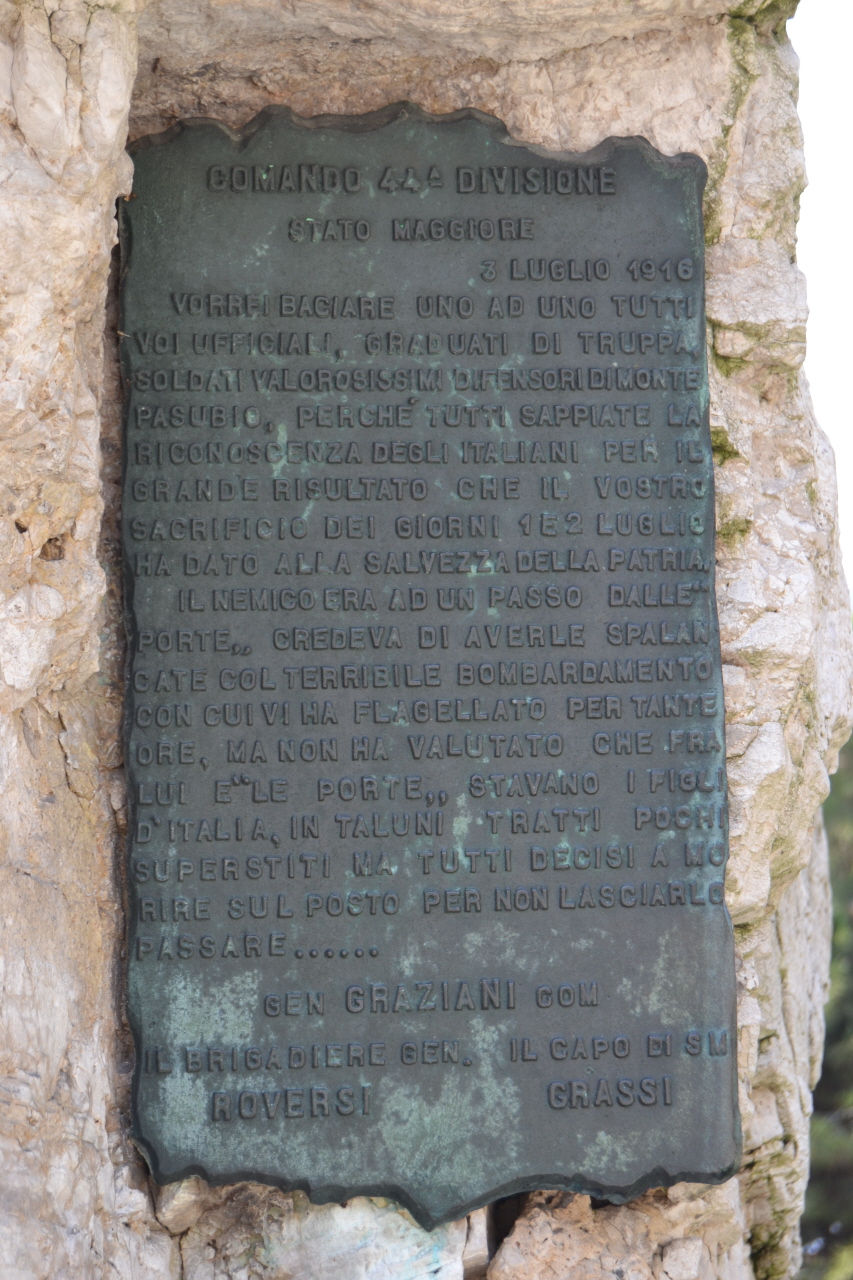 COMANDO 44ª DIVISIONE
STATO MAGGIORE
3 LUGLIO 1916
VORREI BACIARE UNO AD UNO TUTTI
VOI UFFICIALI, GRADUATI DI TRUPPA,
SOLDATI VALOROSISSIMI DIFENSORI DI MONTE
PASUBIO, PERCHÉ TUTTI SAPPIATE LA
RICONOSCENZA DEGLI ITALIANI PER IL
GRANDE RISULTATO CHE IL VOSTRO
SACRIFICIO DEI GIORNI 1 E 2 LUGLIO
HA DATO ALLA SALVEZZA DELLA PATRIA.
IL NEMICO ERA AD UN PASSO DALLE "
PORTE,, CREDEVA DI AVERLE SPALAN
CATE COL TERRIBILE BOMBARDAMENTO
CON CUI VI HA FLAGELLATO PER TANTE
ORE, MA NON HA VALUTATO CHE FRA
LUI E "LE PORTE,, STAVANO I FIGLI
D'ITALIA, IN TALUNI TRATTI POCHI
SUPERSTITI MA TUTTI DECISI A MO
RIRE SUL POSTO PER NON LASCIARLO
PASSARE......
GEN GRAZIANI COM
IL BRIGADIERE GEN. IL CAPO DI SM
ROVERSI GRASSI